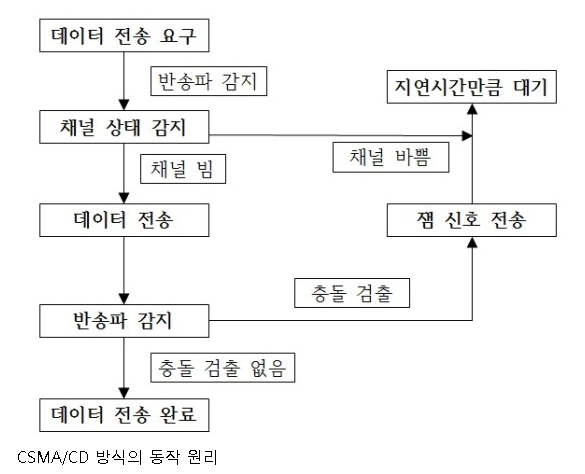 데이터 전송 요구
반송파 감지
지연시간만큼 대기
채널 상태 감지
채널 바쁨
채널 빔
데이터 전송
잼 신호 전송
충돌 검출
반송파 감지
충돌 검출 없음
데이터 전송 완료
CSMA/CD 방식의 동작 원리